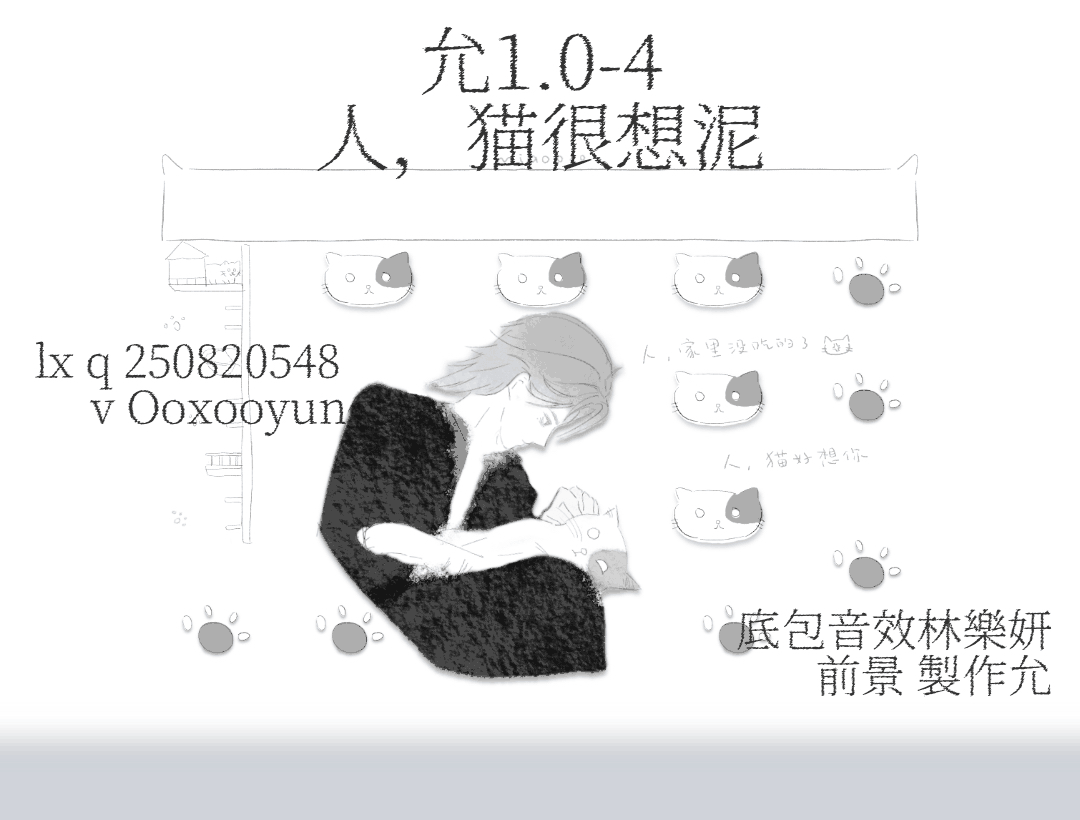 允1.0-4
人，猫很想泥
lx q 250820548
v Ooxooyun
人，家里没吃的了
人，猫好想你
底包音效林樂妍
前景 製作允